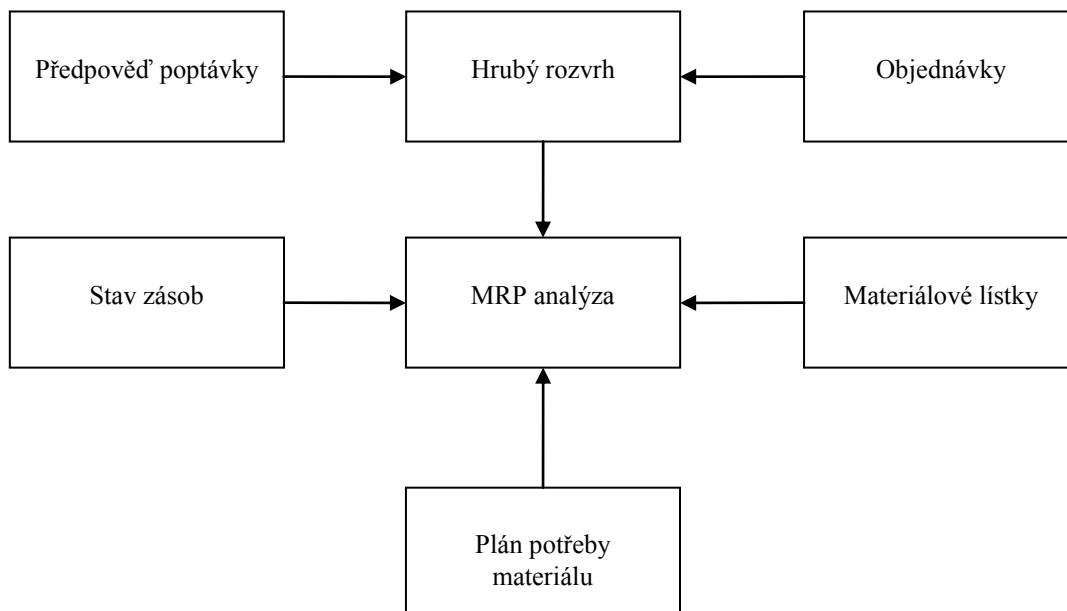 Předpověď poptávky
Hrubý rozvrh
Objednávky
Stav zásob
MRP analýza
Materiálové lístky
Plán potřeby
materiálu